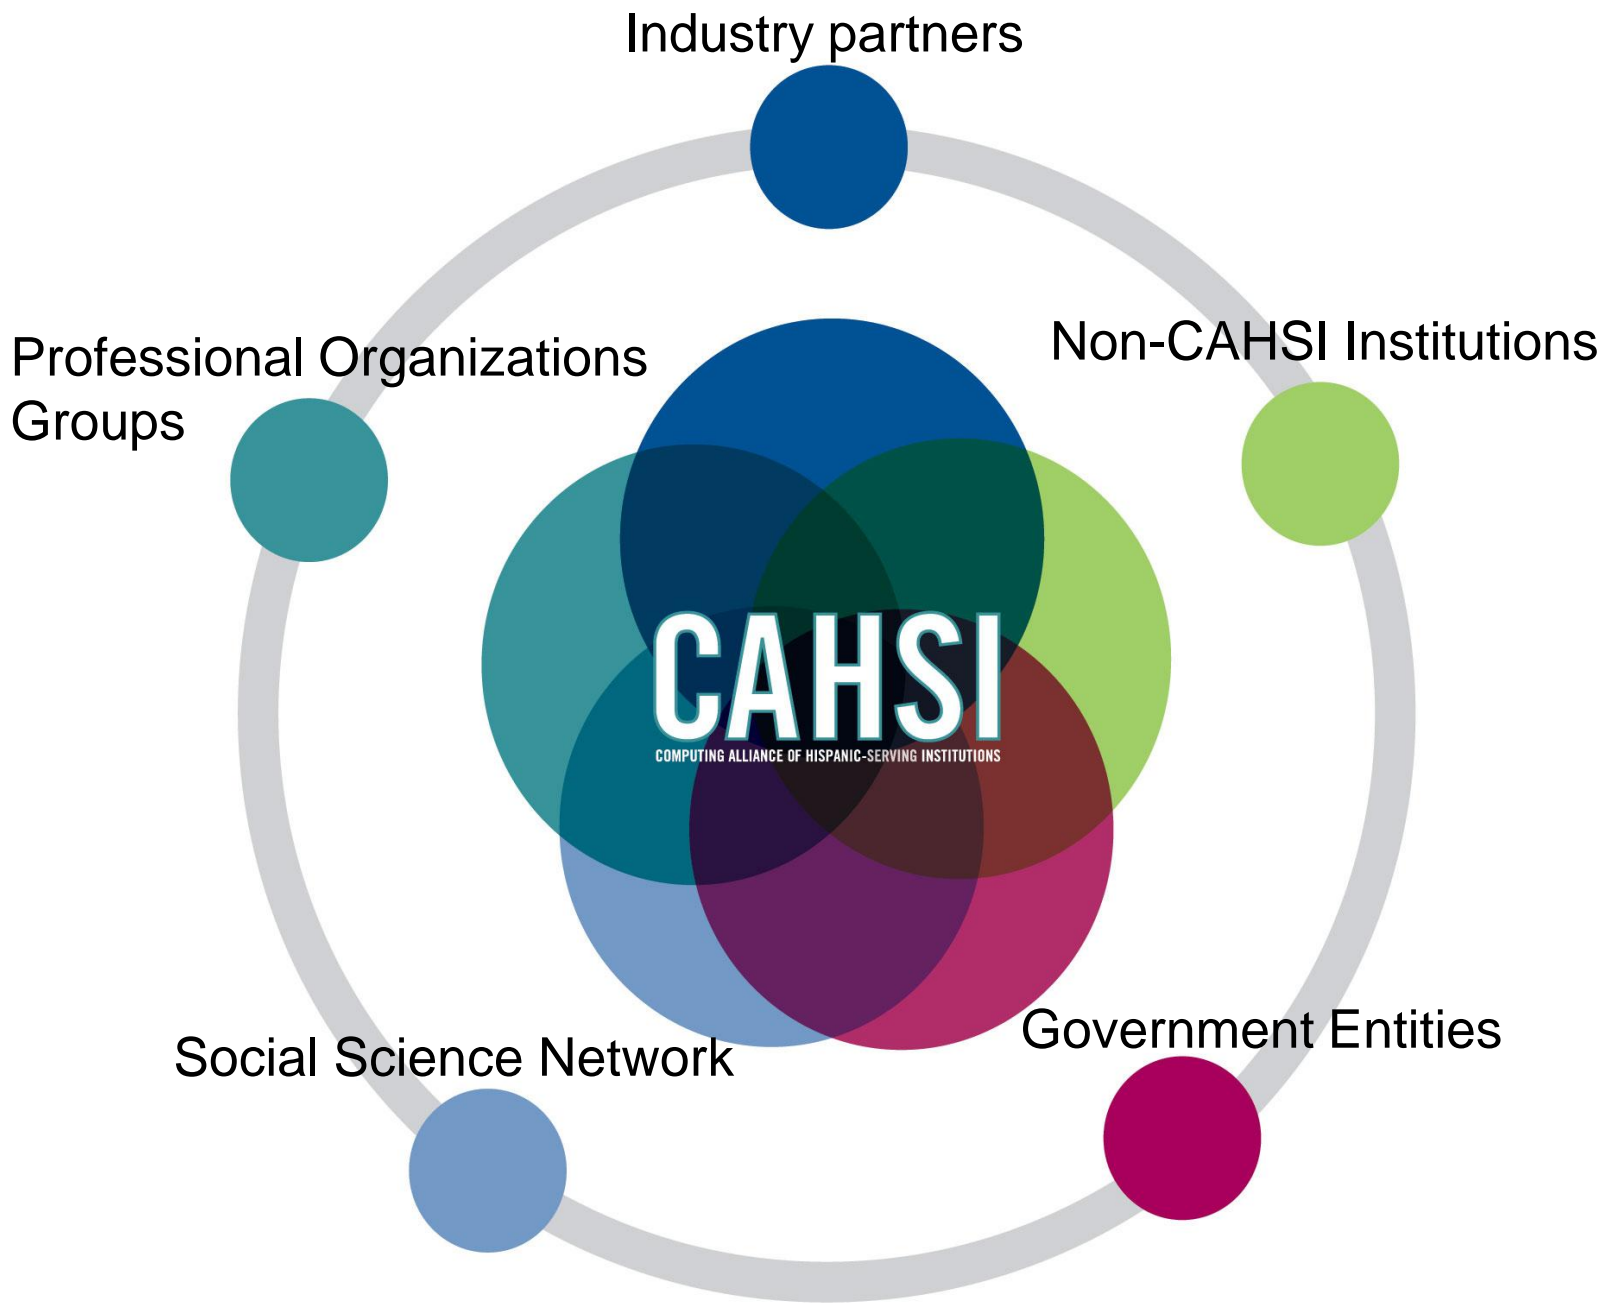 Industry partners
Non-CAHSI Institutions
Professional Organizations
Groups
CAHSI
COMPUTING ALLIANCE OF HISPANIC-SERVING INSTITUTIONS
Government Entities
Social Science Network